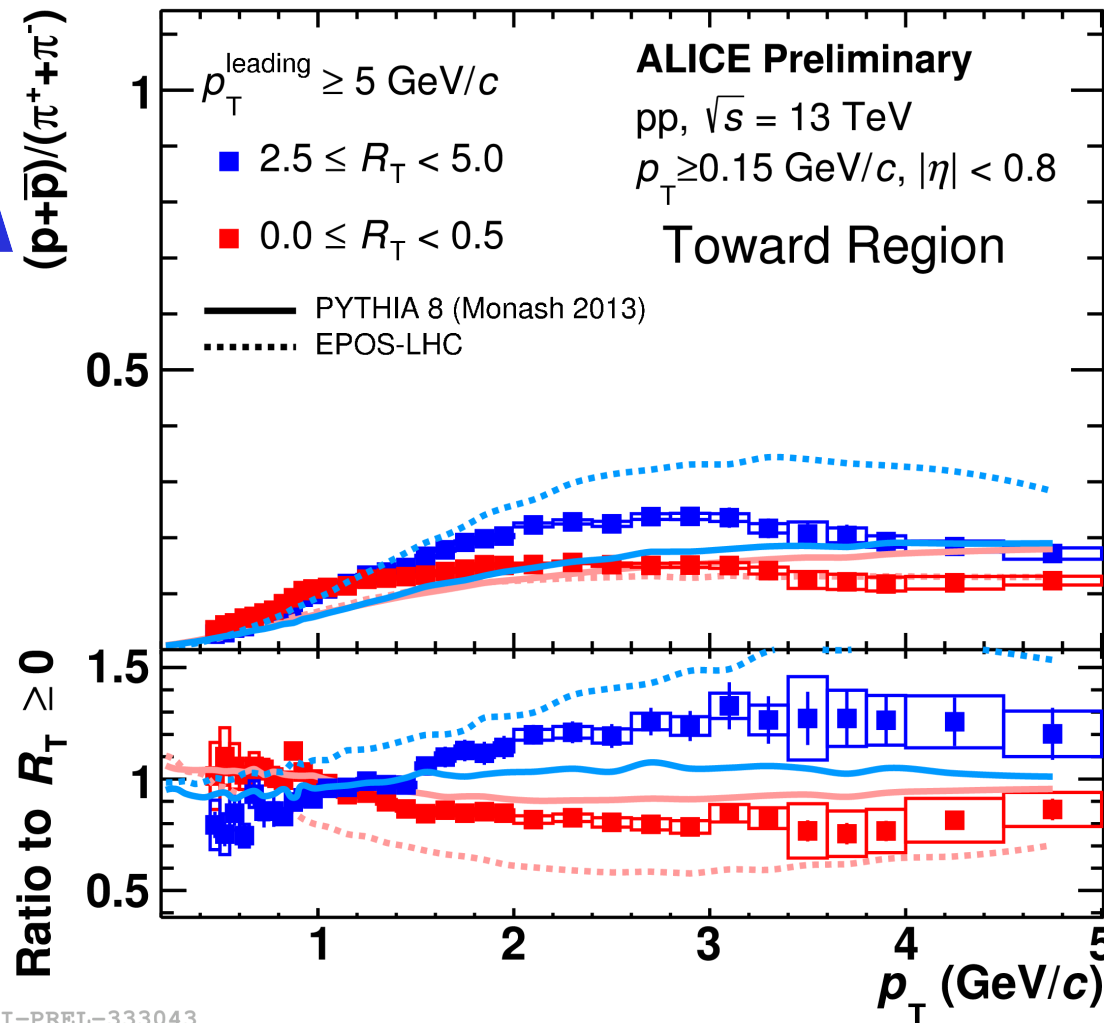 (p+p̅)/(π⁺+π⁻)
1
0.5
p_T^leading ≥ 5 GeV/c
2.5 ≤ R_T < 5.0
0.0 ≤ R_T < 0.5
PYTHIA 8 (Monash 2013)
EPOS-LHC
ALICE Preliminary
pp, √s = 13 TeV
p_T≥0.15 GeV/c, |η| < 0.8
Toward Region
Ratio to R_T ≥ 0
1.5
1
0.5
1 2 3 4 5
p_T (GeV/c)
I-PREL-333043